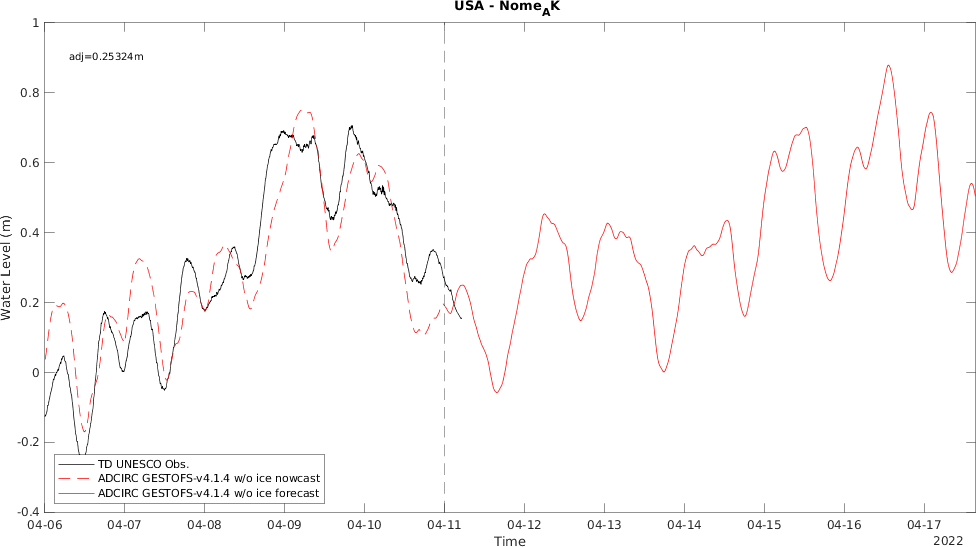 USA - Nome_AK
adj=0.25324m
Water Level (m)
1
0.8
0.6
0.4
0.2
0
-0.2
-0.4
TD UNESCO Obs.
ADCIRC GESTOFS-v4.1.4 w/o ice nowcast
ADCIRC GESTOFS-v4.1.4 w/o ice forecast
04-06 04-07 04-08 04-09 04-10 04-11 04-12 04-13 04-14 04-15 04-16 04-17
Time
2022